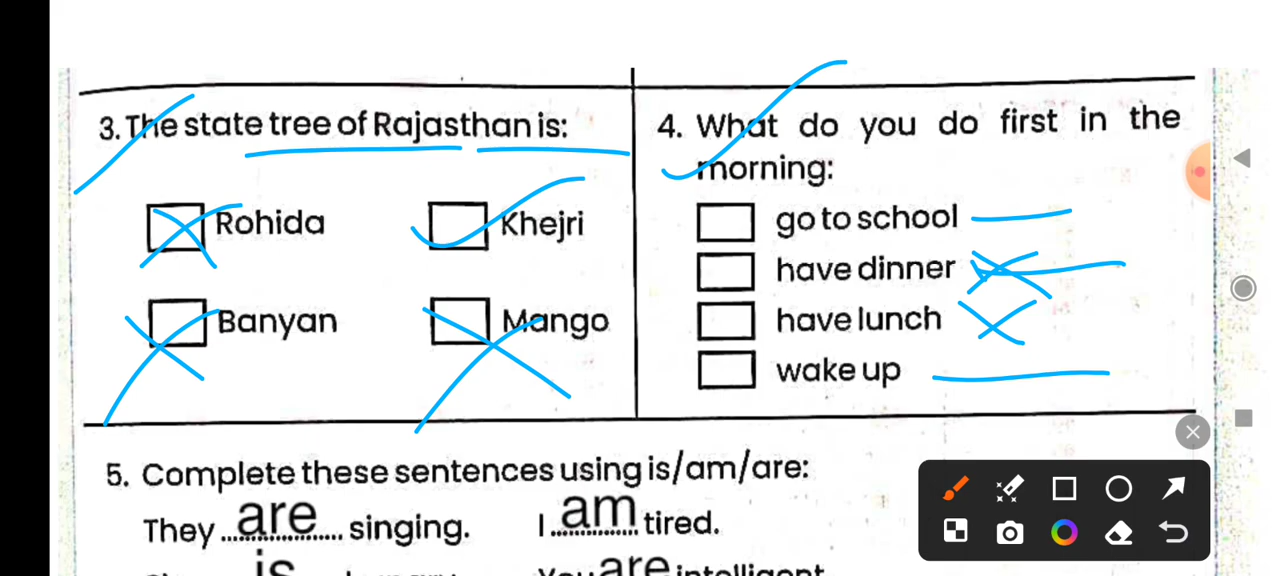 3. The state tree of Rajasthan is:
Rohida
Khejri
Banyan
Mango
4. What do you do first in the
morning:
go to school
have dinner
have lunch
wake up
5. Complete these sentences using is/am/are:
They ...are... singing.
I ...am... tired.
is
You are intelligent